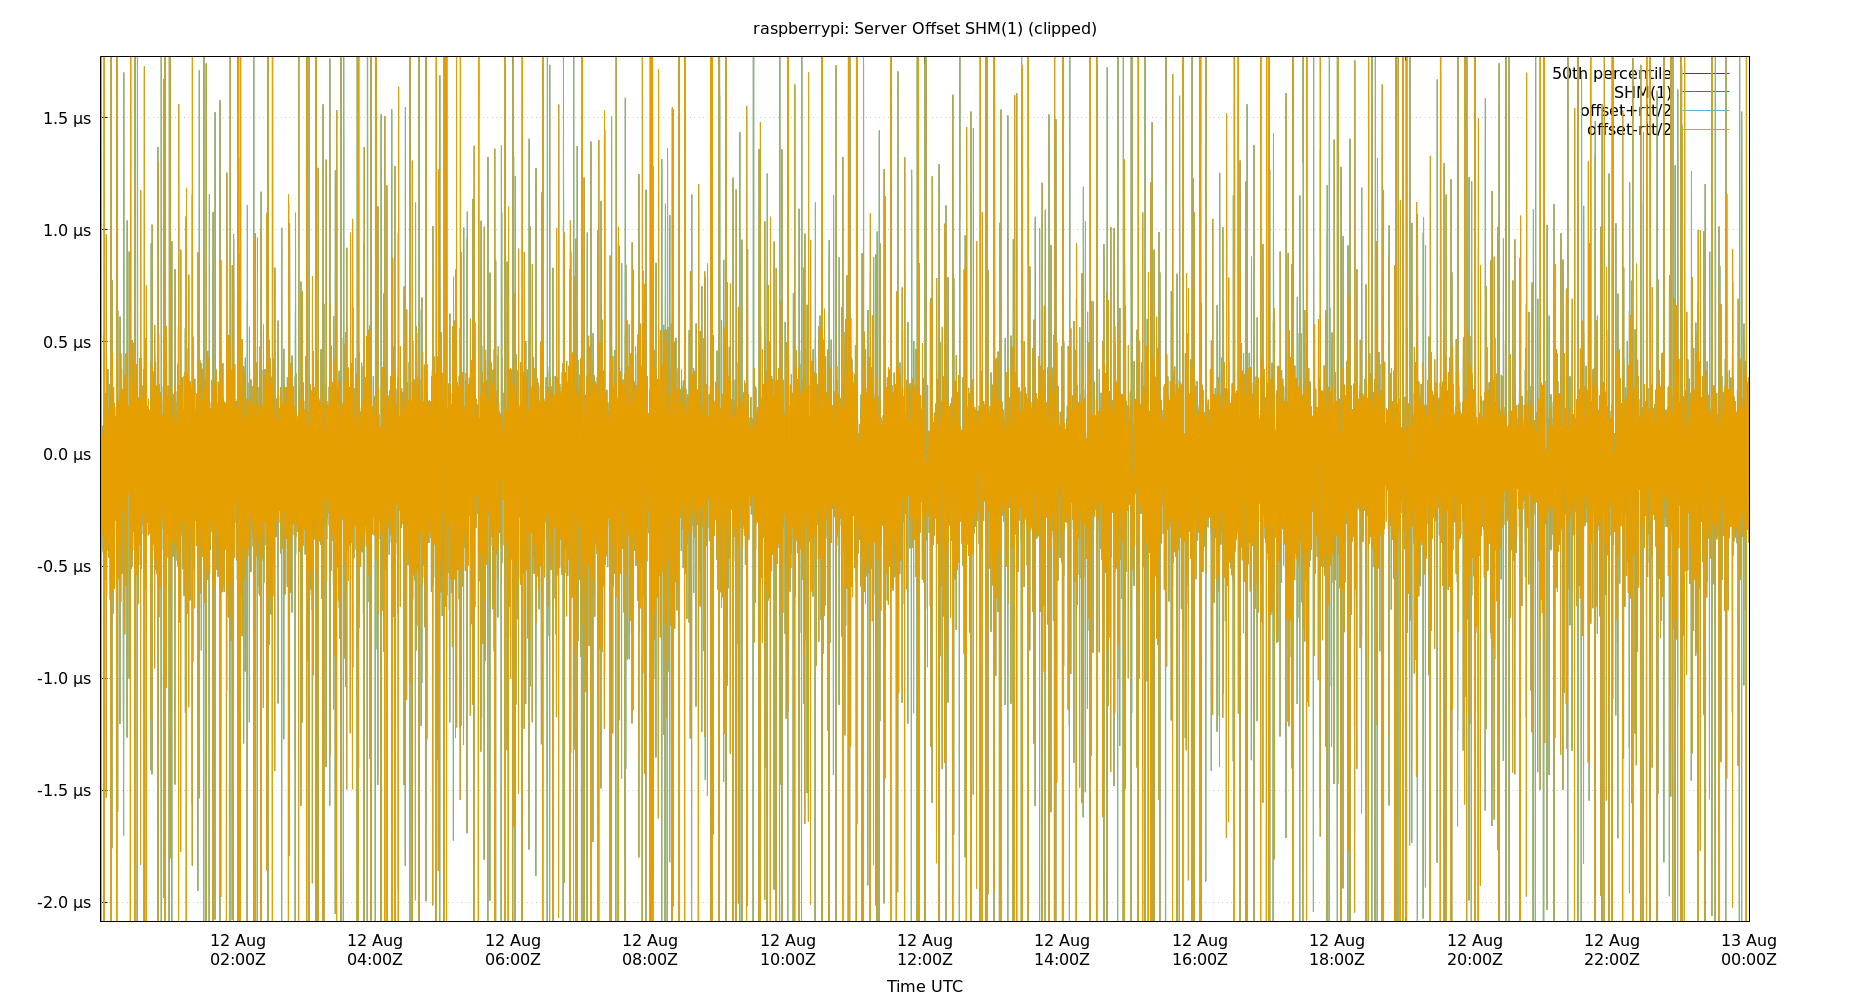 raspberrypi: Server Offset SHM(1) (clipped)
50th percentile
SHM(1)
offset+rtt/2
offset-rtt/2
1.5 µs
1.0 µs
0.5 µs
0.0 µs
-0.5 µs
-1.0 µs
-1.5 µs
-2.0 µs
12 Aug 12 Aug 12 Aug 12 Aug 12 Aug 12 Aug 12 Aug 12 Aug 12 Aug 12 Aug 12 Aug 13 Aug
02:00Z 04:00Z 06:00Z 08:00Z 10:00Z 12:00Z 14:00Z 16:00Z 18:00Z 20:00Z 22:00Z 00:00Z
Time UTC